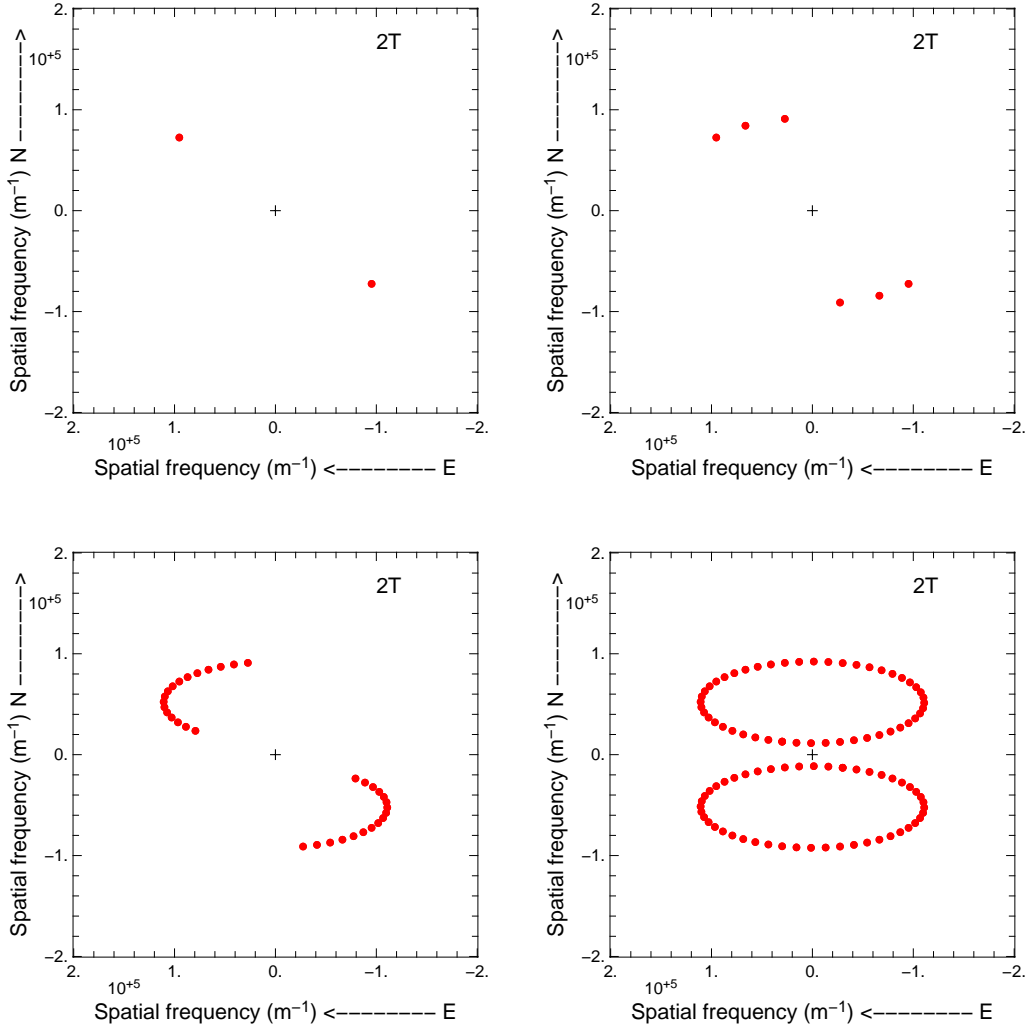 2.
10+5
1.
0.
−1.
−2.
2T
2. 1. 0. −1. −2.
10+5
Spatial frequency (m−1) <−−−−−−−− E
Spatial frequency (m−1) N −−−−−−−−>
2.
10+5
1.
0.
−1.
−2.
2T
2. 1. 0. −1. −2.
10+5
Spatial frequency (m−1) <−−−−−−−− E
Spatial frequency (m−1) N −−−−−−−−>
2.
10+5
1.
0.
−1.
−2.
2T
2. 1. 0. −1. −2.
10+5
Spatial frequency (m−1) <−−−−−−−− E
Spatial frequency (m−1) N −−−−−−−−>
2.
10+5
1.
0.
−1.
−2.
2T
2. 1. 0. −1. −2.
10+5
Spatial frequency (m−1) <−−−−−−−− E
Spatial frequency (m−1) N −−−−−−−−>